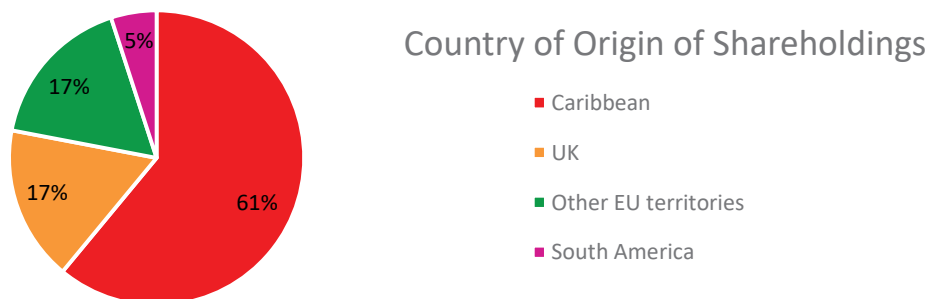 Country of Origin of Shareholdings
5%
17%
17%
61%
Caribbean
UK
Other EU territories
South America